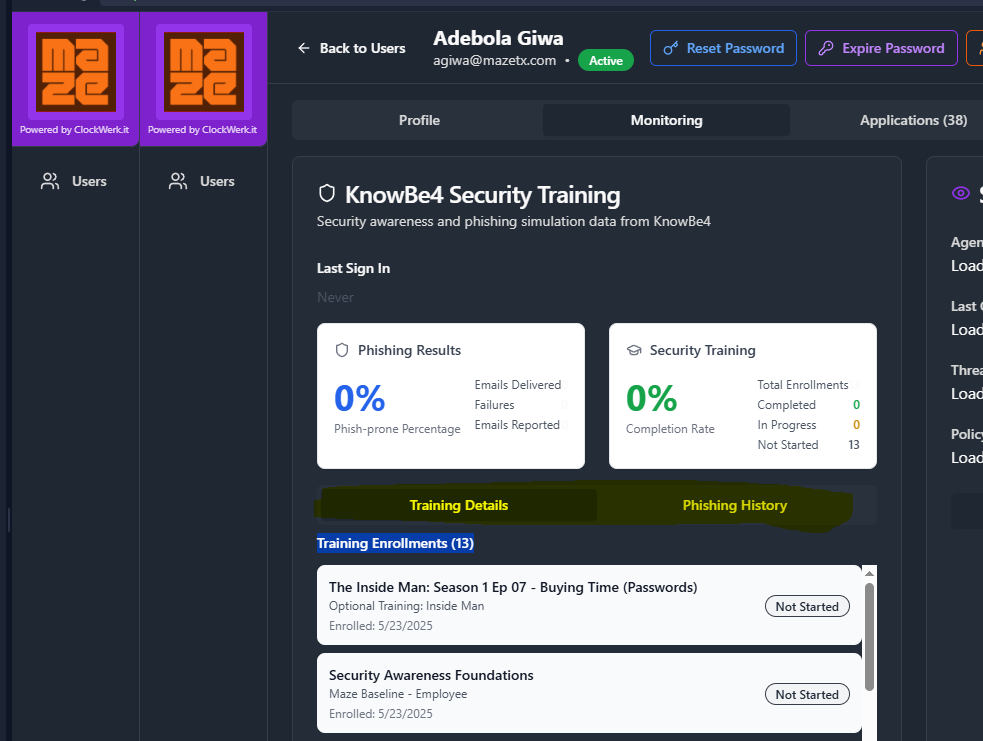 maze
maze
Powered by ClockWerk.it
Powered by ClockWerk.it
Users
Users
Back to Users
Adebola Giwa
agiwa@mazetx.com •
Active
Reset Password
Expire Password
Profile
Monitoring
Applications (38)
KnowBe4 Security Training
Security awareness and phishing simulation data from KnowBe4
Last Sign In
Never
Phishing Results
0%
Phish-prone Percentage
Emails Delivered
Failures 0
Emails Reported
Security Training
0%
Completion Rate
Total Enrollments
Completed 0
In Progress 0
Not Started 13
Training Details
Phishing History
Training Enrollments (13)
The Inside Man: Season 1 Ep 07 - Buying Time (Passwords)
Optional Training: Inside Man
Enrolled: 5/23/2025
Not Started
Security Awareness Foundations
Maze Baseline - Employee
Enrolled: 5/23/2025
Not Started
Agen
Load
Last
Load
Threa
Load
Policy
Load